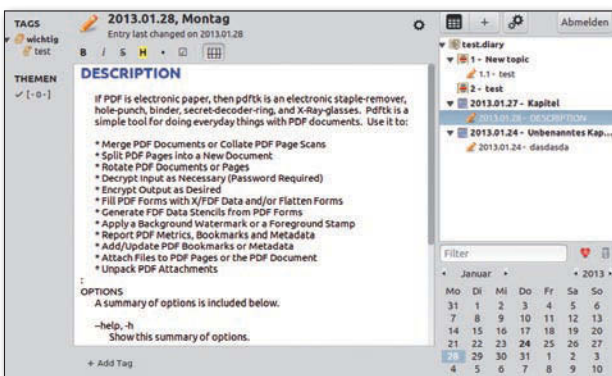 TAGS
wichtig
test
THEMEN
[-0-]
2013.01.28, Montag
Entry last changed on 2013.01.28
B I S H • ☑
DESCRIPTION
If PDF is electronic paper, then pdftk is an electronic staple-remover,
hole-punch, binder, secret-decoder-ring, and X-Ray-glasses. Pdftk is a
simple tool for doing everyday things with PDF documents. Use it to:
* Merge PDF Documents or Collate PDF Page Scans
* Split PDF Pages into a New Document
* Rotate PDF Documents or Pages
* Decrypt Input as Necessary (Password Required)
* Encrypt Output as Desired
* Fill PDF Forms with X/FDF Data and/or Flatten Forms
* Generate FDF Data Stencils from PDF Forms
* Apply a Background Watermark or a Foreground Stamp
* Report PDF Metrics, Bookmarks and Metadata
* Add/Update PDF Bookmarks or Metadata
* Attach Files to PDF Pages or the PDF Document
* Unpack PDF Attachments
:
OPTIONS
A summary of options is included below.
--help, -h
Show this summary of options.
+ Add Tag
+ Abmelden
test.diary
1 - New topic
1.1 - test
2 - test
2013.01.27 - Kapitel
2013.01.28 - DESCRIPTION
2013.01.24 - Unbenanntes Kap...
2013.01.24 - dasdasda
Filter
Januar 2013
Mo Di Mi Do Fr Sa So
31 1 2 3 4 5 6
7 8 9 10 11 12 13
14 15 16 17 18 19 20
21 22 23 24 25 26 27
28 29 30 31 1 2 3
4 5 6 7 8 9 10